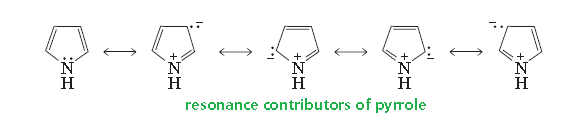 N N N N N
H H H H H
resonance contributors of pyrrole